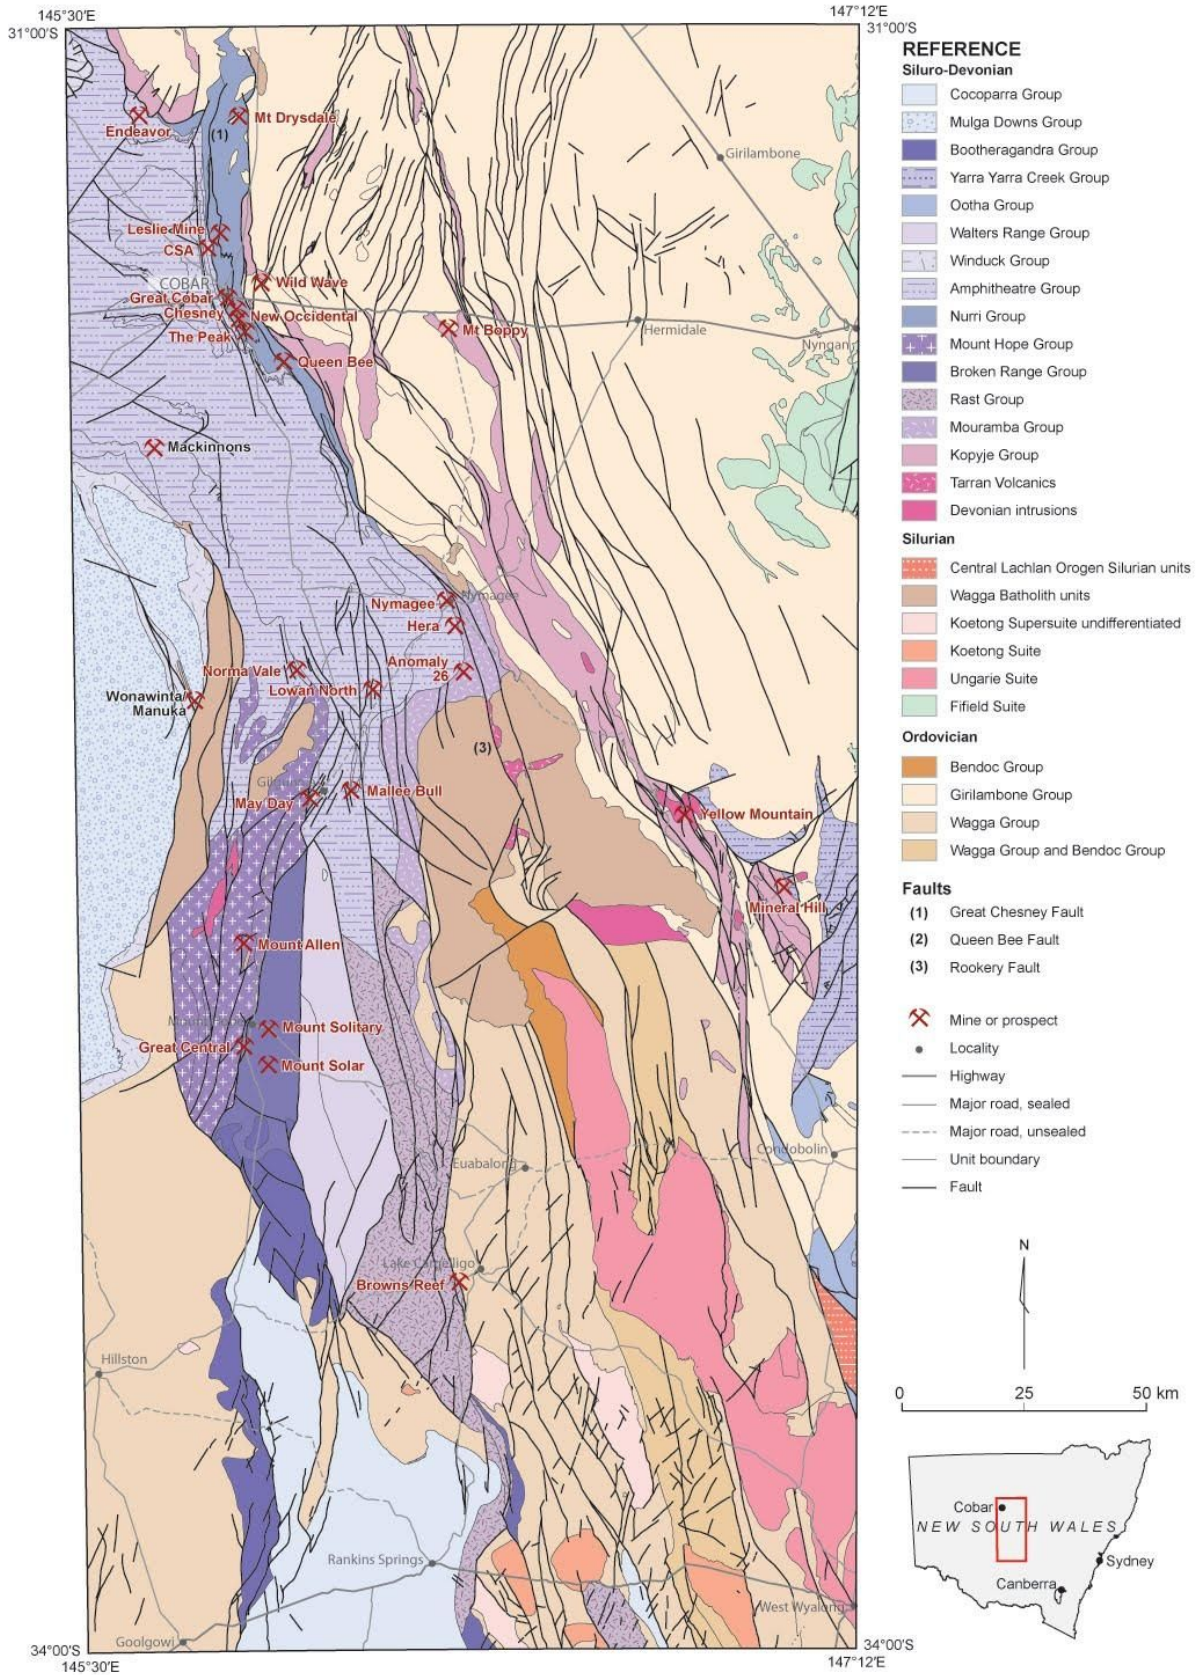 145°30'E
147°12'E
31°00'S
31°00'S
(1)
Endeavor
Mt Drysdale
Girilambone
Leslie Mine
CSA
COBAR
Wild Wave
Great Cobar
Chesney
New Occidental
The Peak
Mt Boppy
Hermidale
Nyngan
Queen Bee
Mackinnons
Nymagee
Nymagee
Hera
Anomaly
26
Norma Vale
Lowan North
Wonawinta/
Manuka
(3)
May Day
Mallee Bull
Yellow Mountain
Mineral Hill
Mount Allen
Mount Solitary
Great Central
Mount Solar
Euabalong
Condobolin
Lake Cargelligo
Browns Reef
Hillston
Rankins Springs
West Wyalong
Goolgowi
34°00'S
34°00'S
145°30'E
147°12'E
REFERENCE
Siluro-Devonian
Cocoparra Group
Mulga Downs Group
Bootheragandra Group
Yarra Yarra Creek Group
Ootha Group
Walters Range Group
Winduck Group
Amphitheatre Group
Nurri Group
Mount Hope Group
Broken Range Group
Rast Group
Mouramba Group
Kopyje Group
Tarran Volcanics
Devonian intrusions
Silurian
Central Lachlan Orogen Silurian units
Wagga Batholith units
Koetong Supersuite undifferentiated
Koetong Suite
Ungarie Suite
Fifield Suite
Ordovician
Bendoc Group
Girilambone Group
Wagga Group
Wagga Group and Bendoc Group
Faults
(1) Great Chesney Fault
(2) Queen Bee Fault
(3) Rookery Fault
Mine or prospect
Locality
Highway
Major road, sealed
Major road, unsealed
Unit boundary
Fault
N
0 25 50 km
Cobar
NEW SOUTH WALES
Sydney
Canberra